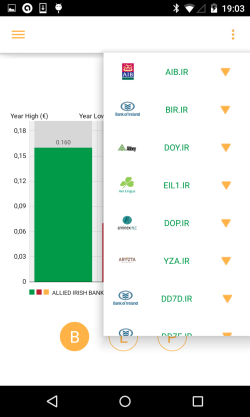 19:03
AIB
AIB.IR
Year High (€)
Year Low
Bank of Ireland
BIR.IR
0,18
0.160
0,15
Abbey
DOY.IR
0,12
Aer Lingus
EIL1.IR
0,09
DOP.IR
0,06
ARYZTA
YZA.IR
0,03
0
Bank of Ireland
DD7D.IR
ALLIED IRISH BANK
B
L